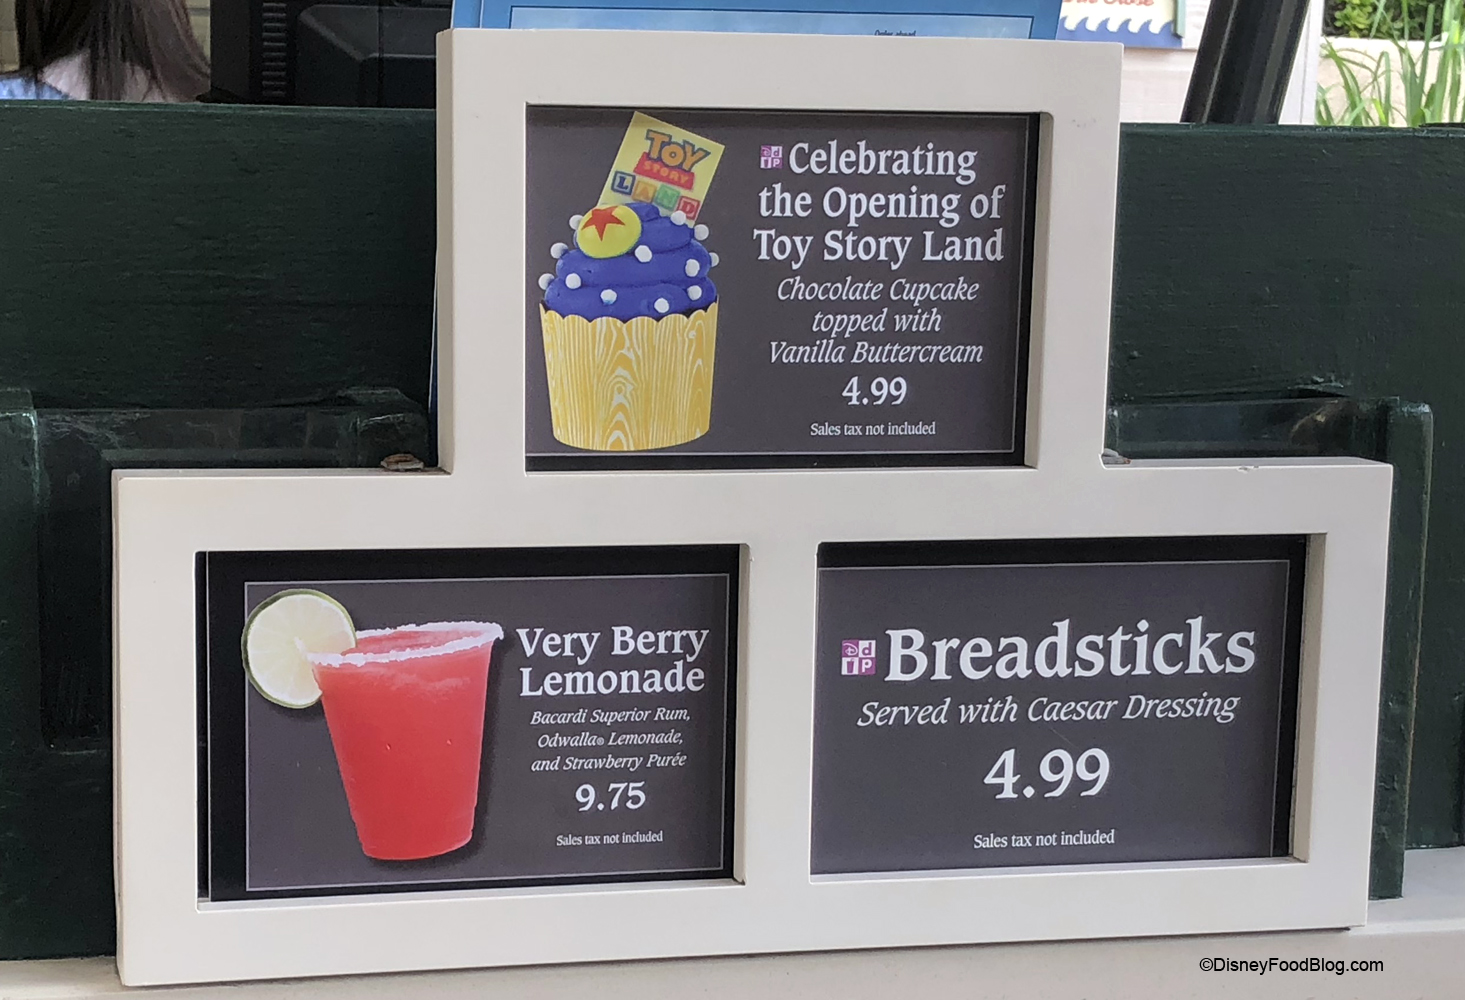 Order ahead
TOY
STORY
LAND
Celebrating
the Opening of
Toy Story Land
Chocolate Cupcake
topped with
Vanilla Buttercream
4.99
Sales tax not included
Very Berry
Lemonade
Bacardi Superior Rum,
Odwalla® Lemonade,
and Strawberry Purée
9.75
Sales tax not included
Breadsticks
Served with Caesar Dressing
4.99
Sales tax not included
©DisneyFoodBlog.com